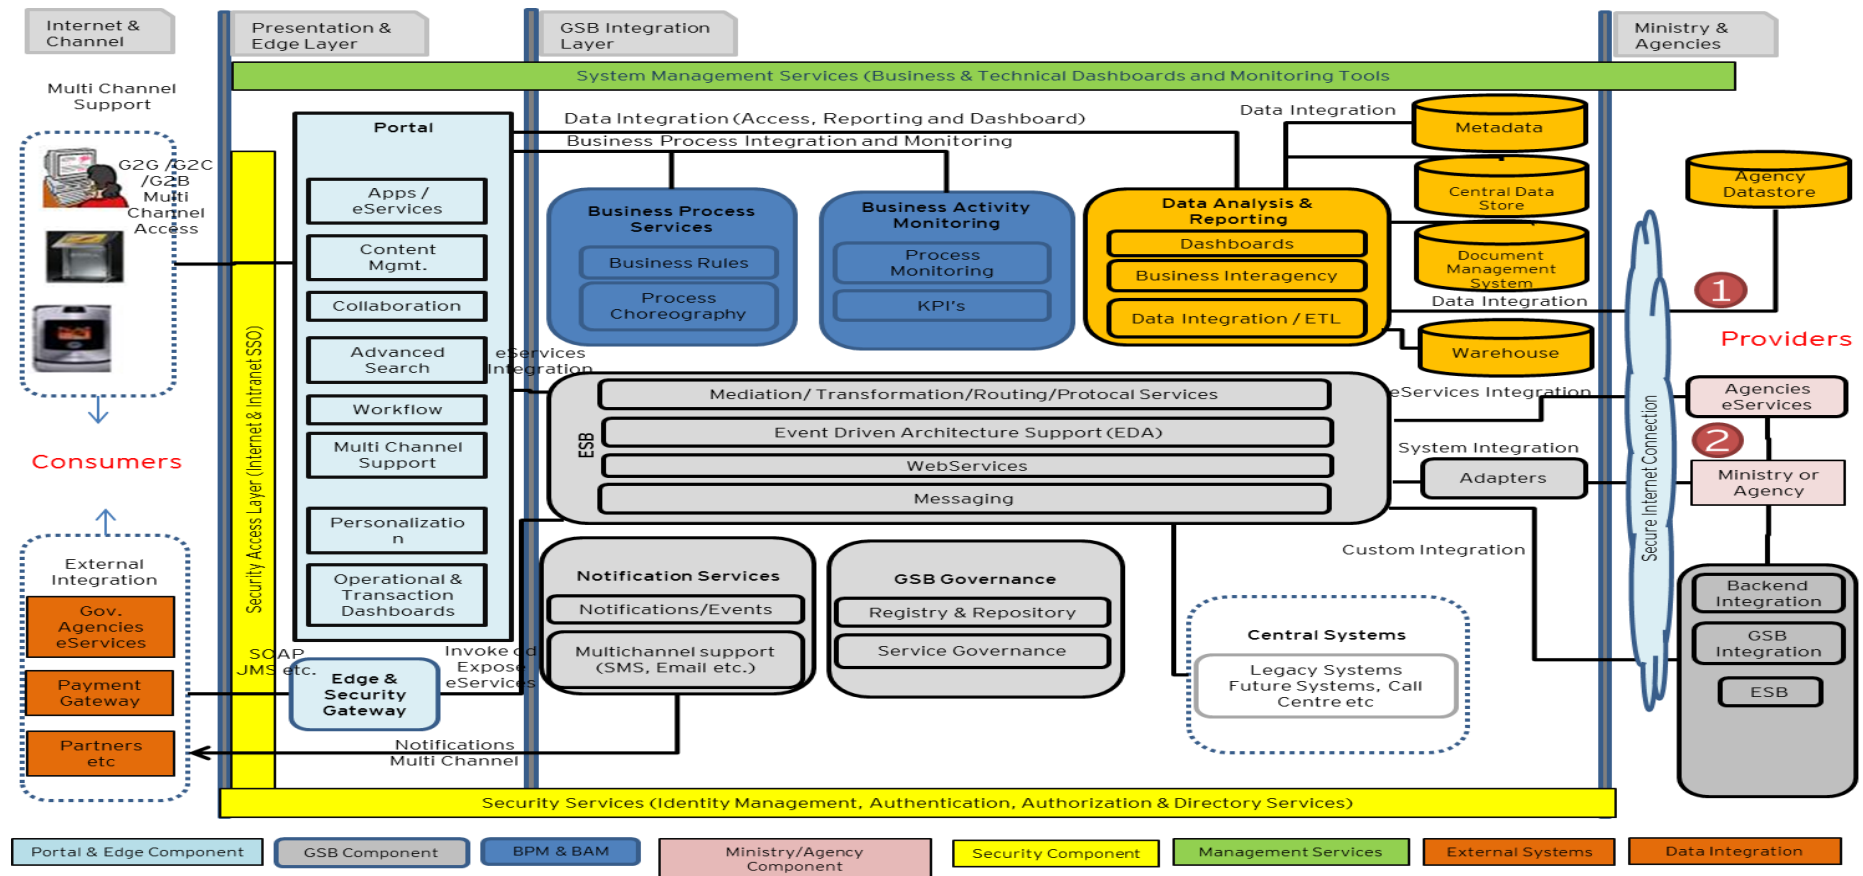 Internet &
Channel
Presentation &
Edge Layer
GSB Integration
Layer
Ministry &
Agencies
System Management Services (Business & Technical Dashboards and Monitoring Tools
Multi Channel
Support
G2G /G2C
/G2B
Multi
Channel
Access
Consumers
External
Integration
Gov.
Agencies
eServices
Payment
Gateway
Partners
etc
Security Access Layer (Internet & Intranet SSO)
Portal
Apps /
eServices
Content
Mgmt.
Collaboration
Advanced
Search
Workflow
Multi Channel
Support
Personalizatio
n
Operational &
Transaction
Dashboards
SOAP
JMS etc.
Edge &
Security
Gateway
Invoke od
Expose
eServices
Notifications
Multi Channel
eServices
Integration
Data Integration (Access, Reporting and Dashboard)
Business Process Integration and Monitoring
Business Process
Services
Business Rules
Process
Choreography
Business Activity
Monitoring
Process
Monitoring
KPI's
Data Analysis &
Reporting
Dashboards
Business Interagency
Data Integration / ETL
Data Integration
Metadata
Central Data
Store
Document
Management
System
Data Integration
Warehouse
ESB
Mediation/ Transformation/Routing/Protocal Services
Event Driven Architecture Support (EDA)
WebServices
Messaging
eServices Integration
System Integration
Adapters
Custom Integration
Notification Services
Notifications/Events
Multichannel support
(SMS, Email etc.)
GSB Governance
Registry & Repository
Service Governance
Central Systems
Legacy Systems
Future Systems, Call
Centre etc
Secure Internet Connection
Agency
Datastore
1
Providers
Agencies
eServices
2
Ministry or
Agency
Backend
Integration
GSB
Integration
ESB
Security Services (Identity Management, Authentication, Authorization & Directory Services)
Portal & Edge Component
GSB Component
BPM & BAM
Ministry/Agency
Component
Security Component
Management Services
External Systems
Data Integration